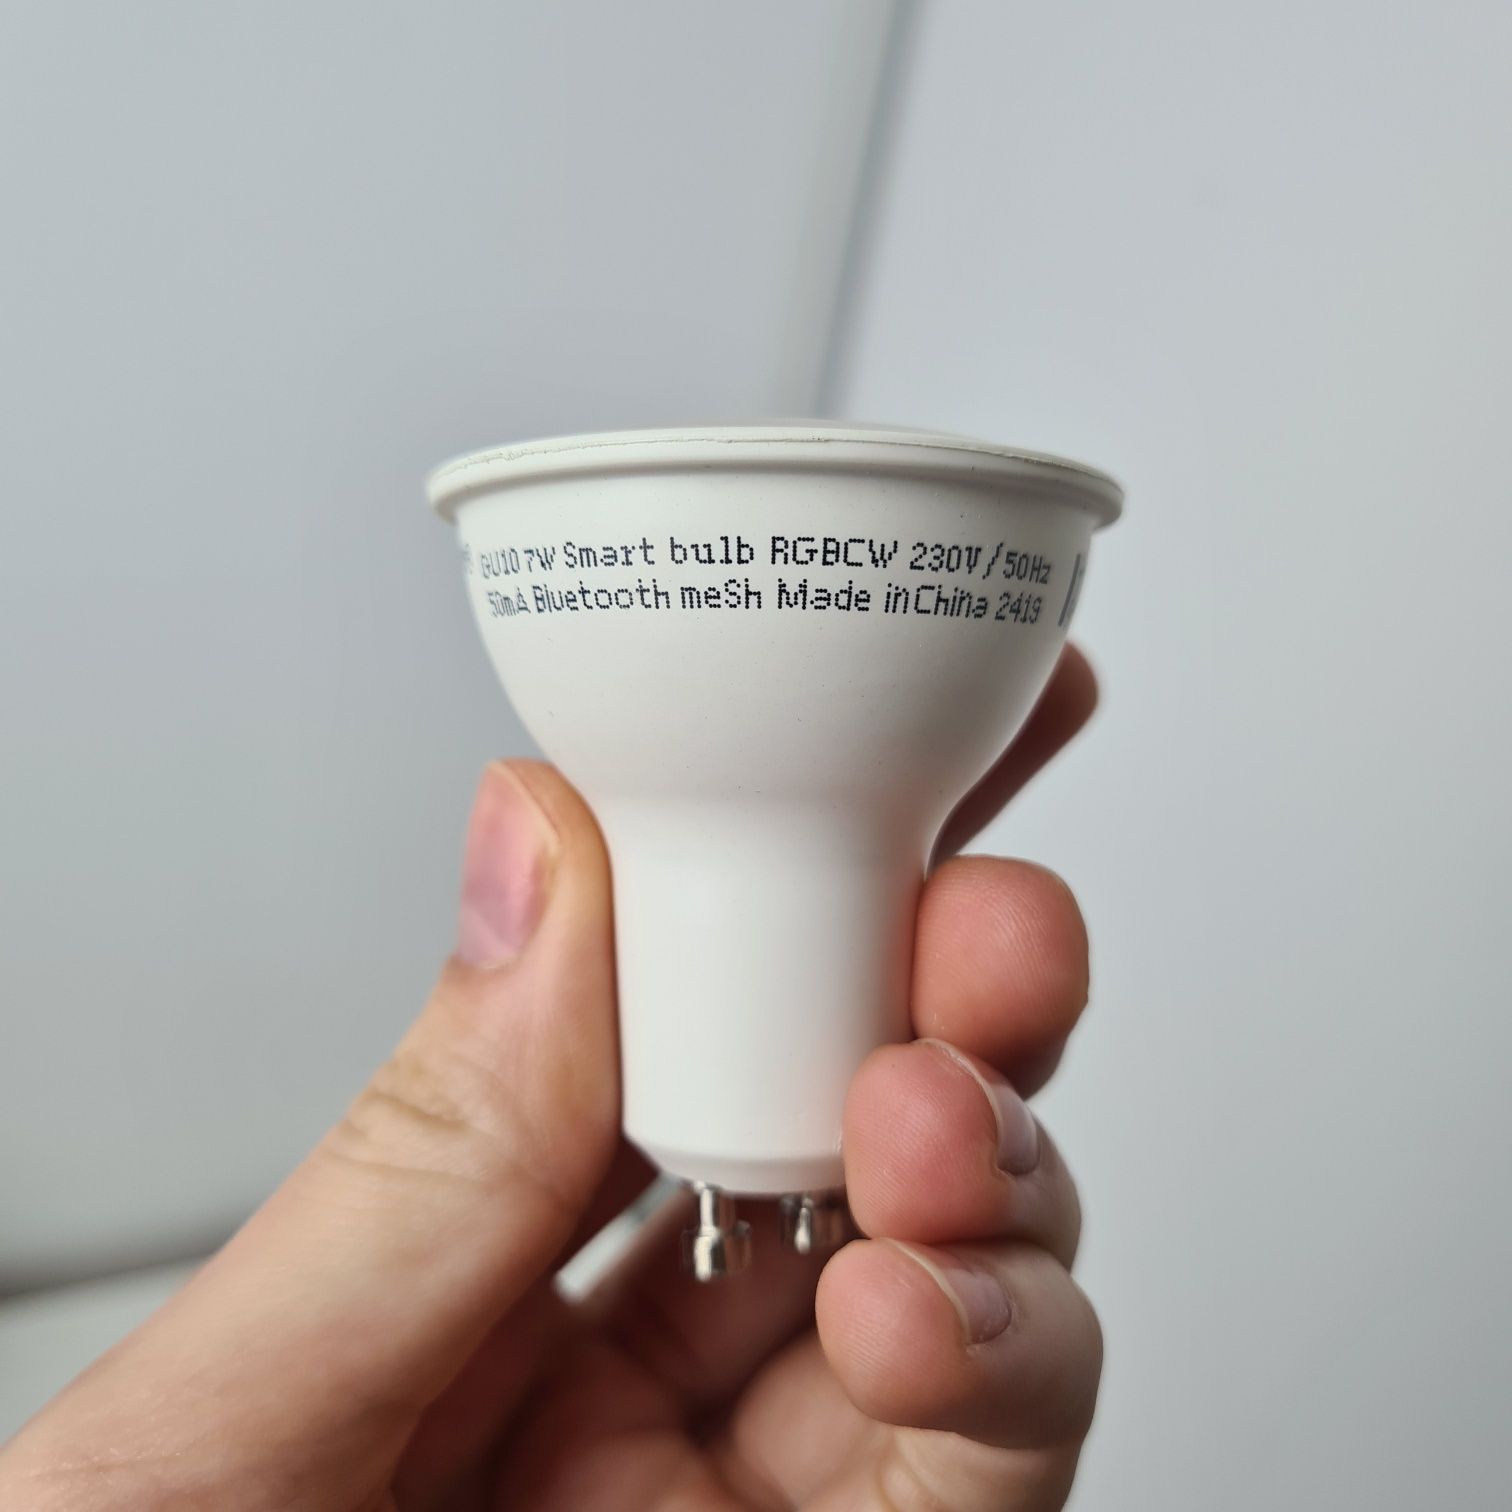 GU10 7W Smart bulb RGBCW 230V/50Hz
50mA Bluetooth meSh Made in China 2419